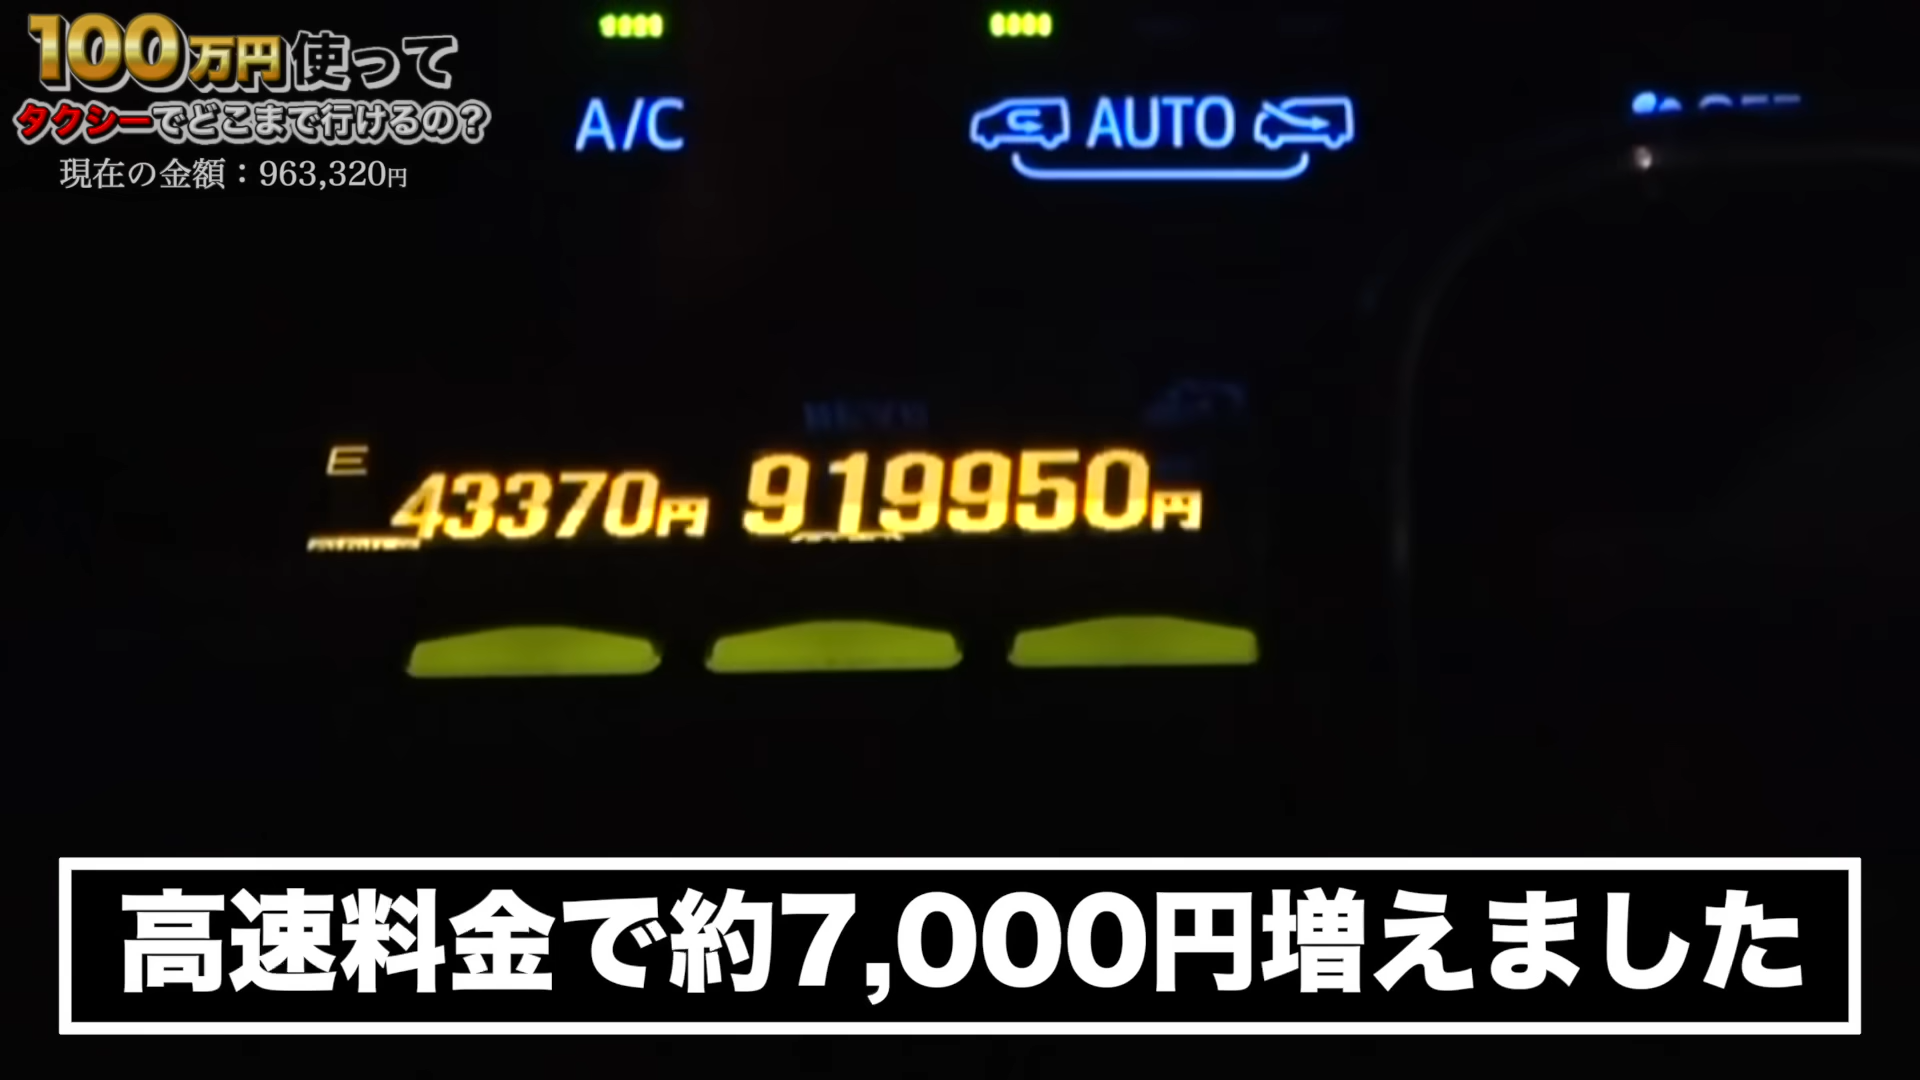 100万円使って
タクシーでどこまで行けるの?
現在の金額：963,320円
A/C
AUTO
E
43370円 919950円
高速料金で約7,000円増えました